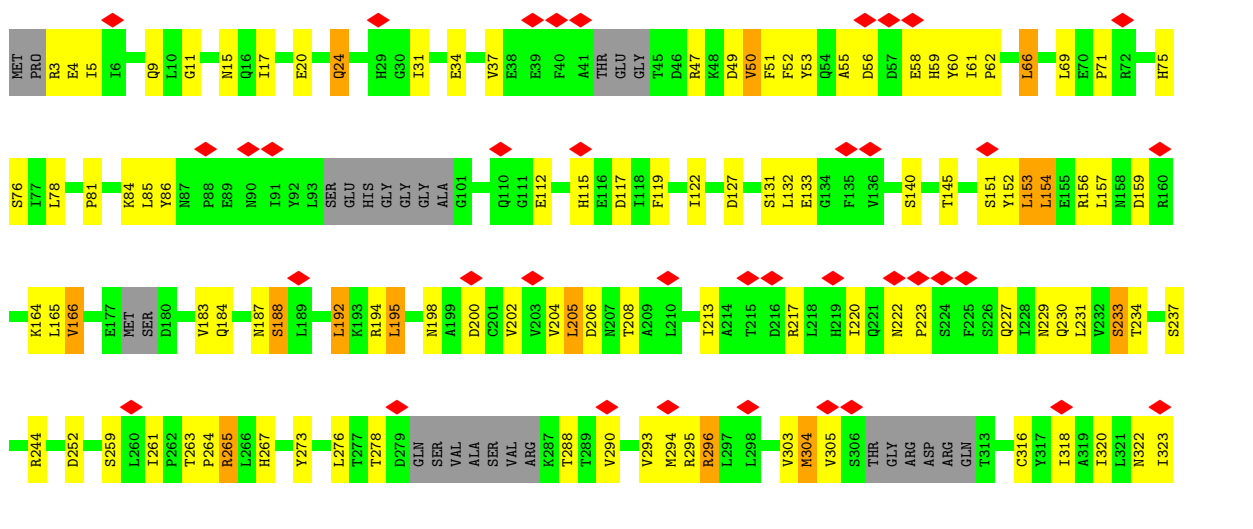 MET PRO R3 E4 I5 I6 Q9 L10 G11 N15 Q16 I17 E20 Q24 H29 G30 I31 E34 V37 E38 E39 F40 A41 THR GLU GLY T45 D46 R47 K48 D49 V50 F51 F52 Y53 Q54 A55 D56 D57 E58 H59 Y60 I61 P62 L66 L69 E70 P71 R72 H75
S76 I77 L78 P81 K84 L85 Y86 N87 P88 E89 N90 I91 Y92 L93 SER GLU HIS GLY GLY GLY ALA G101 Q110 G111 E112 H115 E116 D117 I118 F119 I122 D127 S131 L132 E133 G134 F135 V136 S140 T145 S151 Y152 L153 L154 E155 R156 L157 N158 D159 R160
K164 L165 V166 E177 MET SER D180 V183 Q184 N187 S188 L189 L192 K193 R194 L195 N198 A199 D200 C201 V202 V203 V204 L205 D206 N207 T208 A209 L210 I213 A214 T215 D216 R217 L218 H219 I220 Q221 N222 P223 S224 F225 S226 Q227 I228 N229 Q230 L231 V232 S233 T234 S237
R244 D252 S259 L260 I261 P262 T263 P264 R265 L266 H267 Y273 L276 T277 T278 D279 GLN SER VAL ALA SER VAL ARG K287 T288 T289 V290 V293 M294 R295 R296 L297 L298 V303 M304 V305 S306 THR GLY ARG ASP ARG GLN T313 C316 Y317 I318 A319 I320 L321 N322 I323